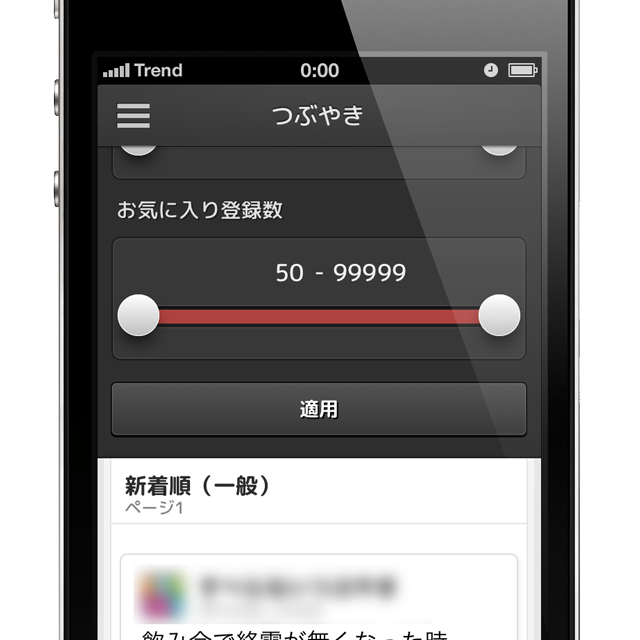 Trend 0:00
つぶやき
お気に入り登録数
50 - 99999
適用
新着順（一般）
ページ1
飲み会で終電が無くなった時